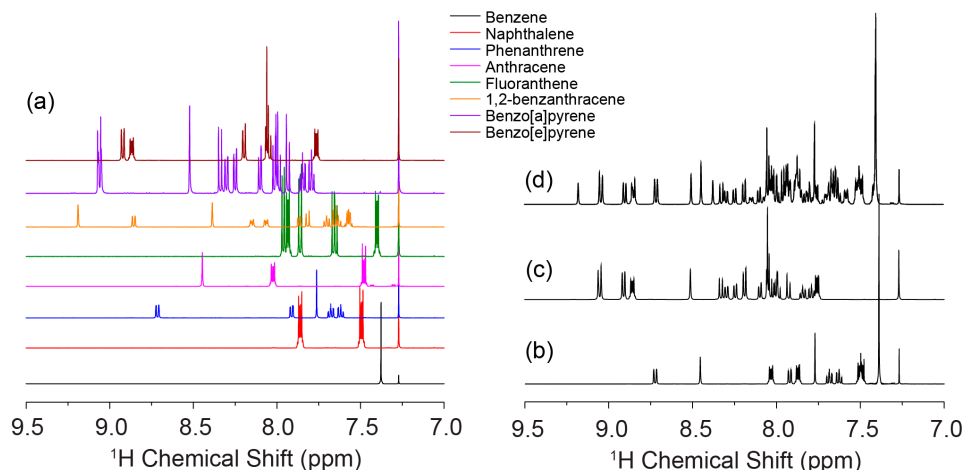 (a)
Benzene
Naphthalene
Phenanthrene
Anthracene
Fluoranthene
1,2-benzanthracene
Benzo[a]pyrene
Benzo[e]pyrene
9.5 9.0 8.5 8.0 7.5 7.0
¹H Chemical Shift (ppm)
(d)
(c)
(b)
9.5 9.0 8.5 8.0 7.5 7.0
¹H Chemical Shift (ppm)